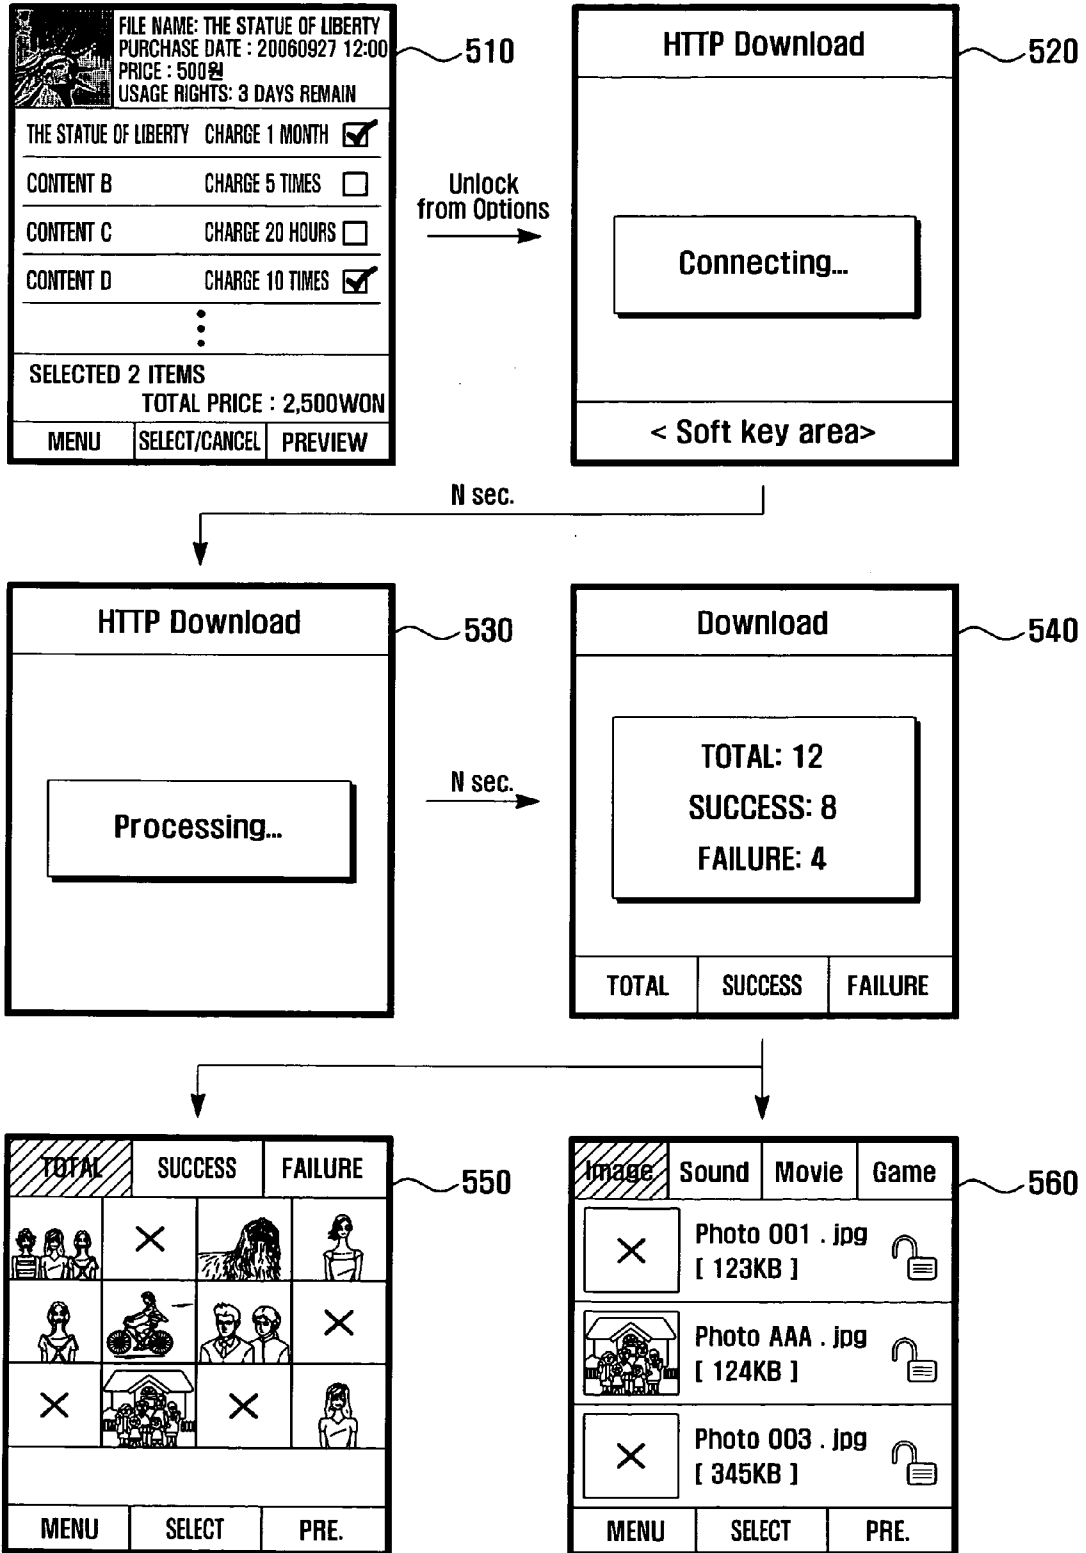 FILE NAME: THE STATUE OF LIBERTY
PURCHASE DATE : 20060927 12:00
PRICE : 500원
USAGE RIGHTS: 3 DAYS REMAIN
510
THE STATUE OF LIBERTY CHARGE 1 MONTH
CONTENT B CHARGE 5 TIMES
CONTENT C CHARGE 20 HOURS
CONTENT D CHARGE 10 TIMES
SELECTED 2 ITEMS
TOTAL PRICE : 2,500WON
MENU SELECT/CANCEL PREVIEW
Unlock
from Options
HTTP Download
520
Connecting...
< Soft key area>
N sec.
HTTP Download
530
Processing...
N sec.
Download
540
TOTAL: 12
SUCCESS: 8
FAILURE: 4
TOTAL SUCCESS FAILURE
TOTAL SUCCESS FAILURE
550
MENU SELECT PRE.
Image Sound Movie Game
560
Photo 001 . jpg
[ 123KB ]
Photo AAA . jpg
[ 124KB ]
Photo 003 . jpg
[ 345KB ]
MENU SELECT PRE.